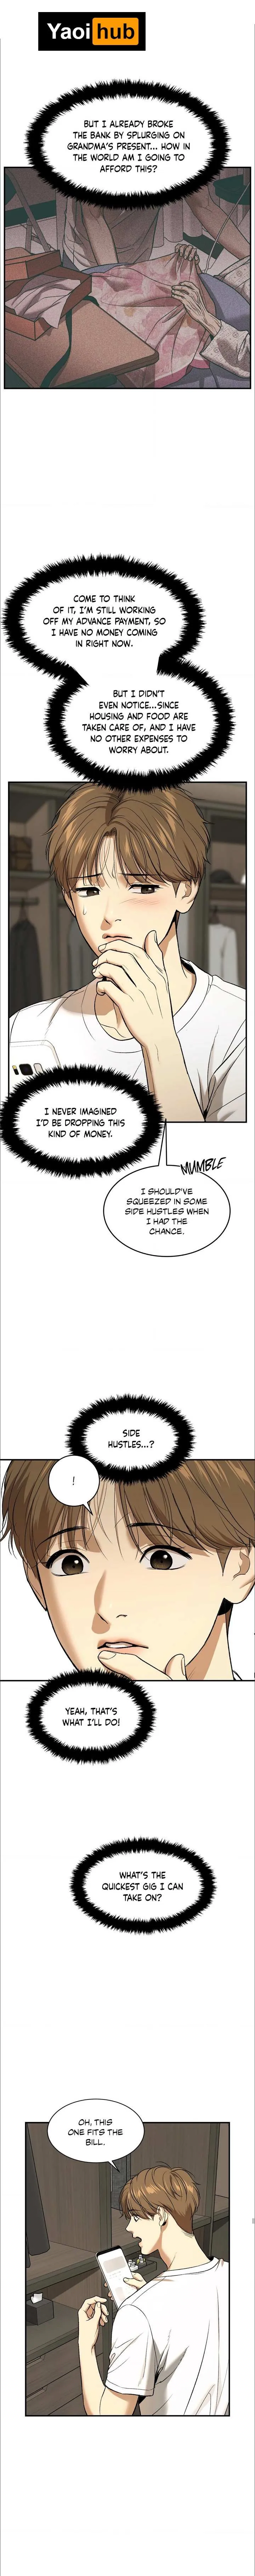 Yaoi hub
BUT I ALREADY BROKE
THE BANK BY SPLURGING ON
GRANDMA'S PRESENT... HOW IN
THE WORLD AM I GOING TO
AFFORD THIS?
COME TO THINK
OF IT, I'M STILL WORKING
OFF MY ADVANCE PAYMENT, SO
I HAVE NO MONEY COMING
IN RIGHT NOW.
BUT I DIDN'T
EVEN NOTICE...SINCE
HOUSING AND FOOD ARE
TAKEN CARE OF, AND I HAVE
NO OTHER EXPENSES TO
WORRY ABOUT.
I NEVER IMAGINED
I'D BE DROPPING THIS
KIND OF MONEY.
MUMBLE
I SHOULD'VE
SQUEEZED IN SOME
SIDE HUSTLES WHEN
I HAD THE
CHANCE.
SIDE
HUSTLES...?
!
YEAH, THAT'S
WHAT I'LL DO!
WHAT'S THE
QUICKEST GIG I CAN
TAKE ON?
OH, THIS
ONE FITS THE
BILL.